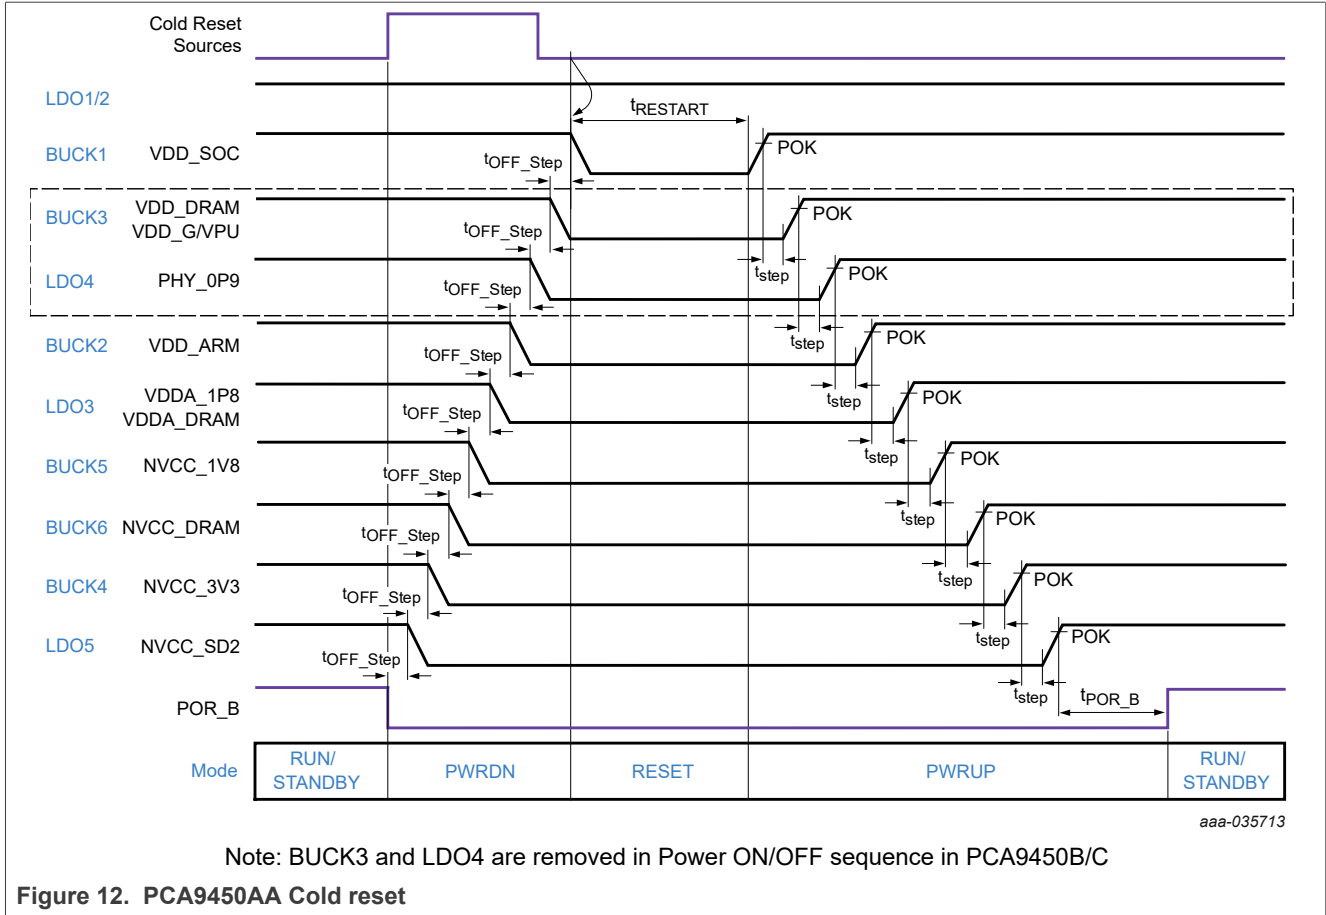 Cold Reset
Sources
LDO1/2
tRESTART
BUCK1 VDD_SOC
POK
tOFF_Step
BUCK3 VDD_DRAM
VDD_G/VPU
POK
tOFF_Step
tstep
LDO4 PHY_0P9
POK
tOFF_Step
tstep
BUCK2 VDD_ARM
POK
tOFF_Step
tstep
LDO3 VDDA_1P8
VDDA_DRAM
POK
tOFF_Step
tstep
BUCK5 NVCC_1V8
POK
tOFF_Step
tstep
BUCK6 NVCC_DRAM
POK
tOFF_Step
tstep
BUCK4 NVCC_3V3
POK
tOFF_Step
tstep
LDO5 NVCC_SD2
POK
tOFF_Step
tstep
tPOR_B
POR_B
Mode
RUN/
STANDBY
PWRDN
RESET
PWRUP
RUN/
STANDBY
aaa-035713
Note: BUCK3 and LDO4 are removed in Power ON/OFF sequence in PCA9450B/C
Figure 12. PCA9450AA Cold reset